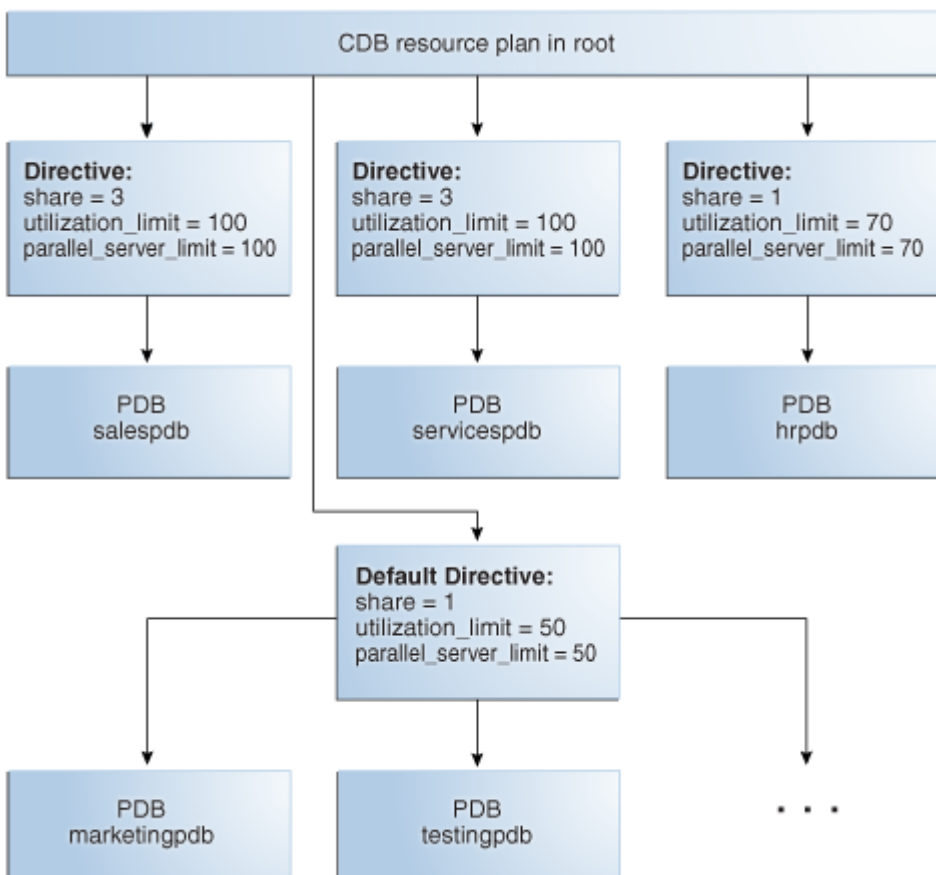 CDB resource plan in root
Directive:
share = 3
utilization_limit = 100
parallel_server_limit = 100
Directive:
share = 3
utilization_limit = 100
parallel_server_limit = 100
Directive:
share = 1
utilization_limit = 70
parallel_server_limit = 70
PDB
salespdb
PDB
servicespdb
PDB
hrpdb
Default Directive:
share = 1
utilization_limit = 50
parallel_server_limit = 50
PDB
marketingpdb
PDB
testingpdb
. . .